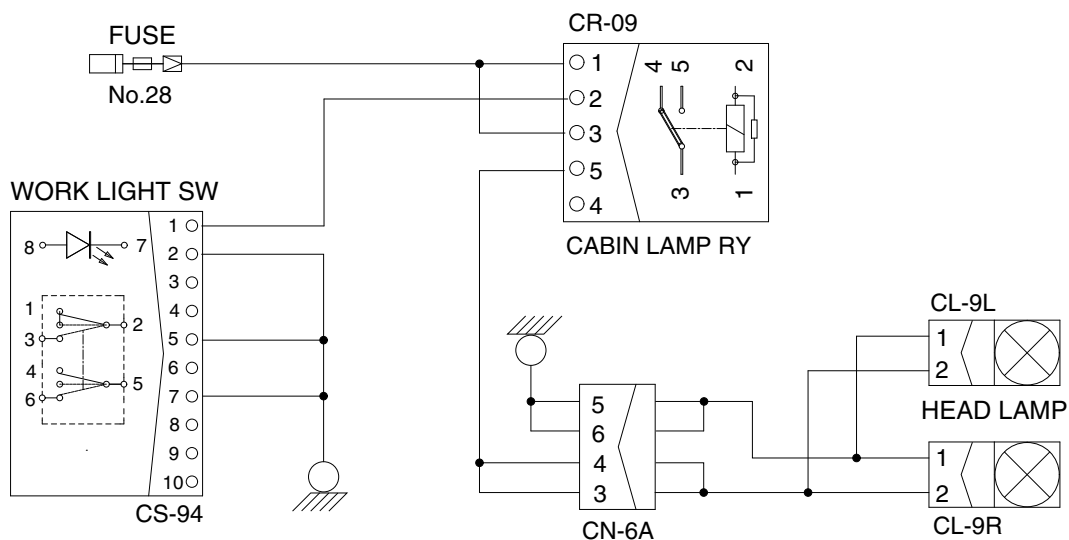 FUSE
No.28
CR-09
1
2
3
5
4
4 5 2
3 1
CABIN LAMP RY
WORK LIGHT SW
8 7
1
2
3
4
5
6
7
8
9
10
1
2
3
4
5
6
CS-94
5
6
4
3
CN-6A
CL-9L
1
2
HEAD LAMP
1
2
CL-9R